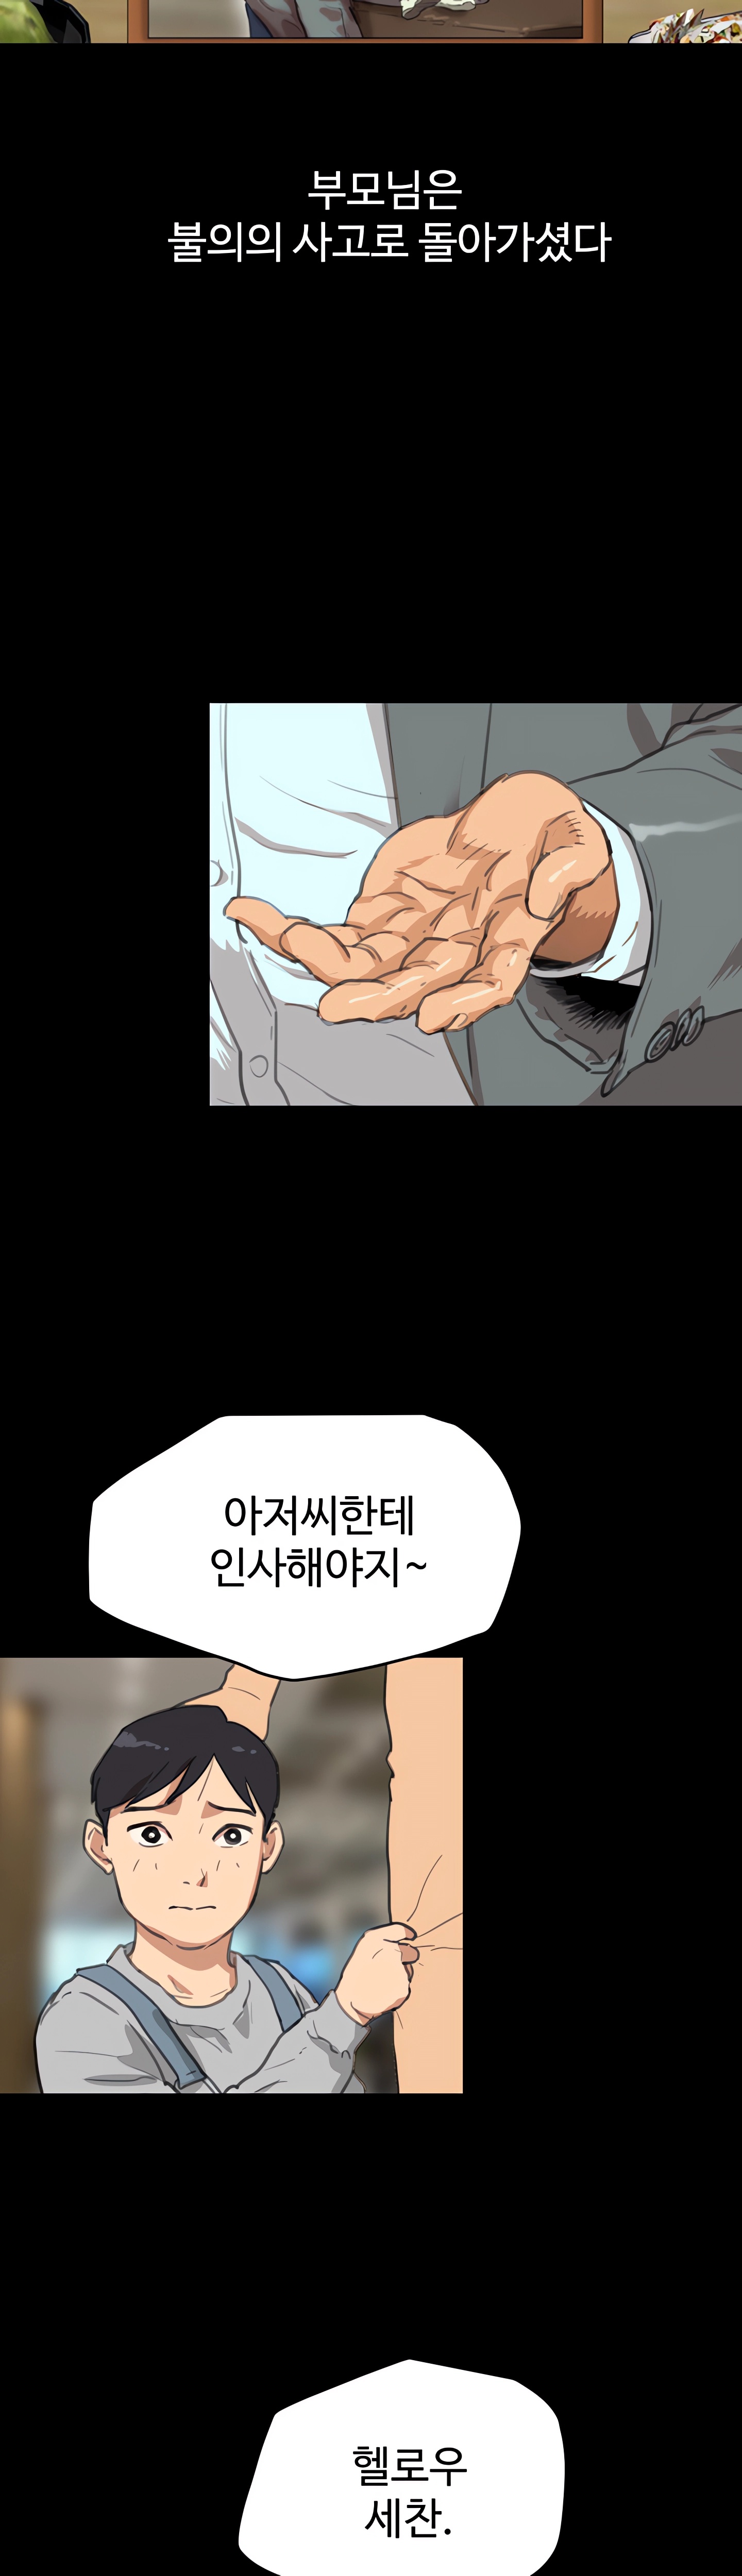 부모님은
불의의 사고로 돌아가셨다
아저씨한테
인사해야지~
헬로우
세찬.